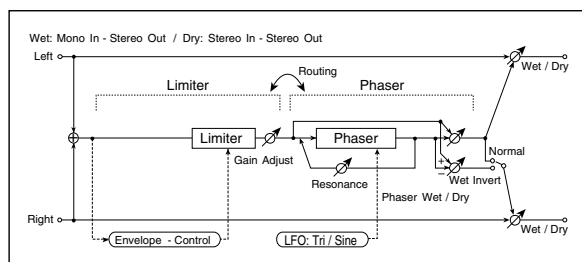 Wet: Mono In - Stereo Out / Dry: Stereo In - Stereo Out
Left
Wet / Dry
Routing
Limiter
Phaser
Limiter
Phaser
Gain Adjust
Normal
+
−
Resonance
Wet Invert
Phaser Wet / Dry
Right
Wet / Dry
Envelope - Control
LFO: Tri / Sine